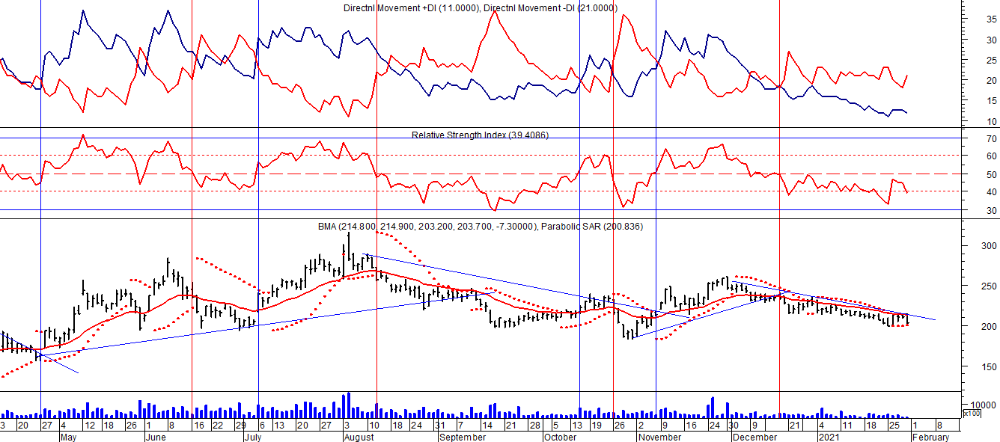 Directnl Movement +DI (11.0000), Directnl Movement -DI (21.0000)
35
30
25
20
15
10
Relative Strength Index (39.4086)
70
60
50
40
30
BMA (214.800, 214.900, 203.200, 203.700, -7.30000), Parabolic SAR (200.836)
300
250
200
150
10000
x100
3 20 27 4 12 18 26 1 8 16 22 29 6 13 20 27 3 10 18 24 31 7 14 21 28 5 13 19 26 2 9 16 24 30 9 21 4 11 18 25 1 8
May June July August September October November December 2021 February